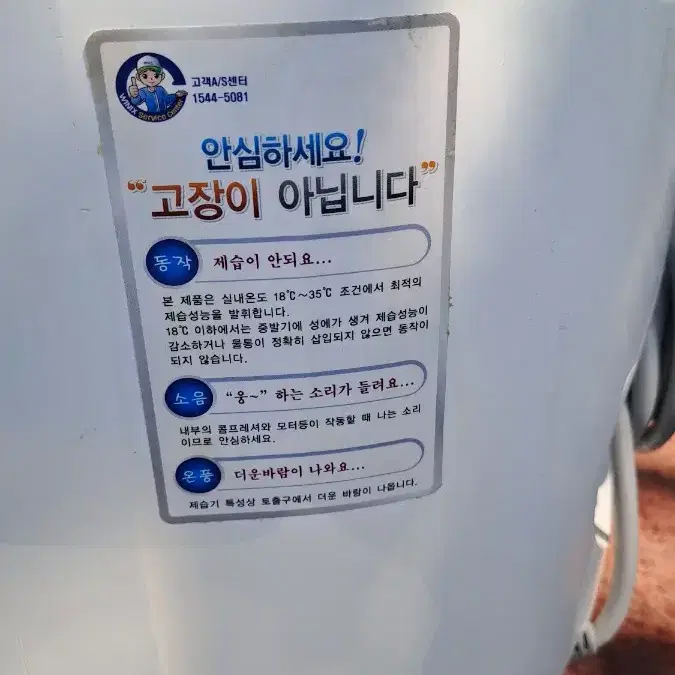 고객A/S센터
1544-5081
WINIX Service Center
안심하세요!
“고장이 아닙니다”
동작 제습이 안되요...
본 제품은 실내온도 18℃~35℃ 조건에서 최적의
제습성능을 발휘합니다.
18℃ 이하에서는 증발기에 성에가 생겨 제습성능이
감소하거나 물통이 정확히 삽입되지 않으면 동작이
되지 않습니다.
소음 “웅~” 하는 소리가 들려요...
내부의 콤프레셔와 모터등이 작동할 때 나는 소리
이므로 안심하세요.
온풍 더운바람이 나와요...
제습기 특성상 토출구에서 더운 바람이 나옵니다.